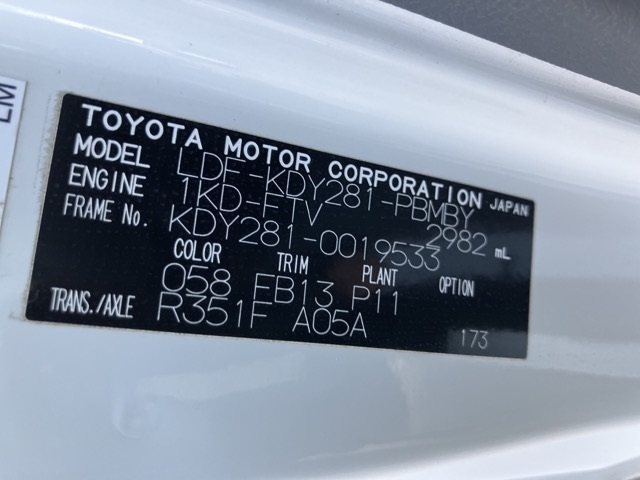 LM
TOYOTA MOTOR CORPORATION JAPAN
MODEL LDF-KDY281-PBMBY
ENGINE 1KD-FTV 2982 mL
FRAME No. KDY281-0019533
COLOR TRIM PLANT OPTION
058 FB13 P11
TRANS./AXLE R351F A05A
173